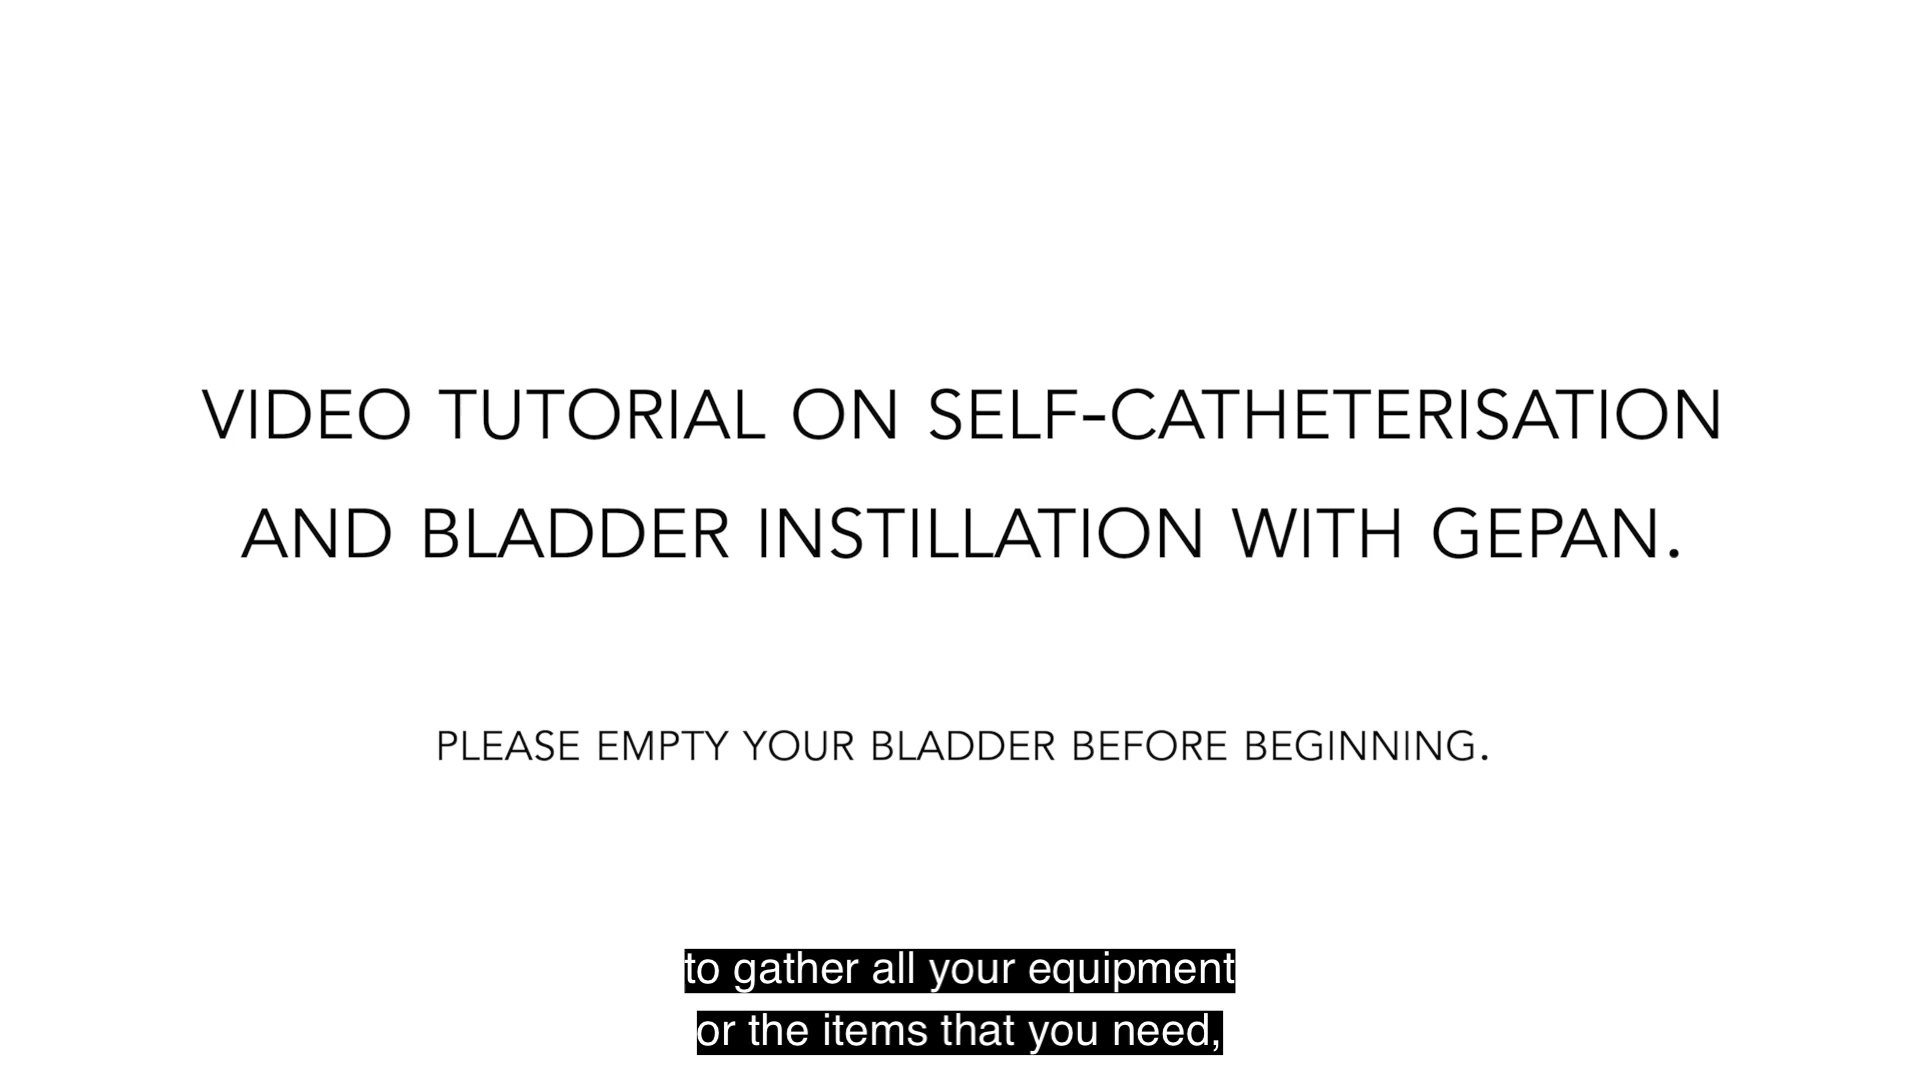 VIDEO TUTORIAL ON SELF-CATHETERISATION
AND BLADDER INSTILLATION WITH GEPAN.
PLEASE EMPTY YOUR BLADDER BEFORE BEGINNING.
to gather all your equipment
or the items that you need,